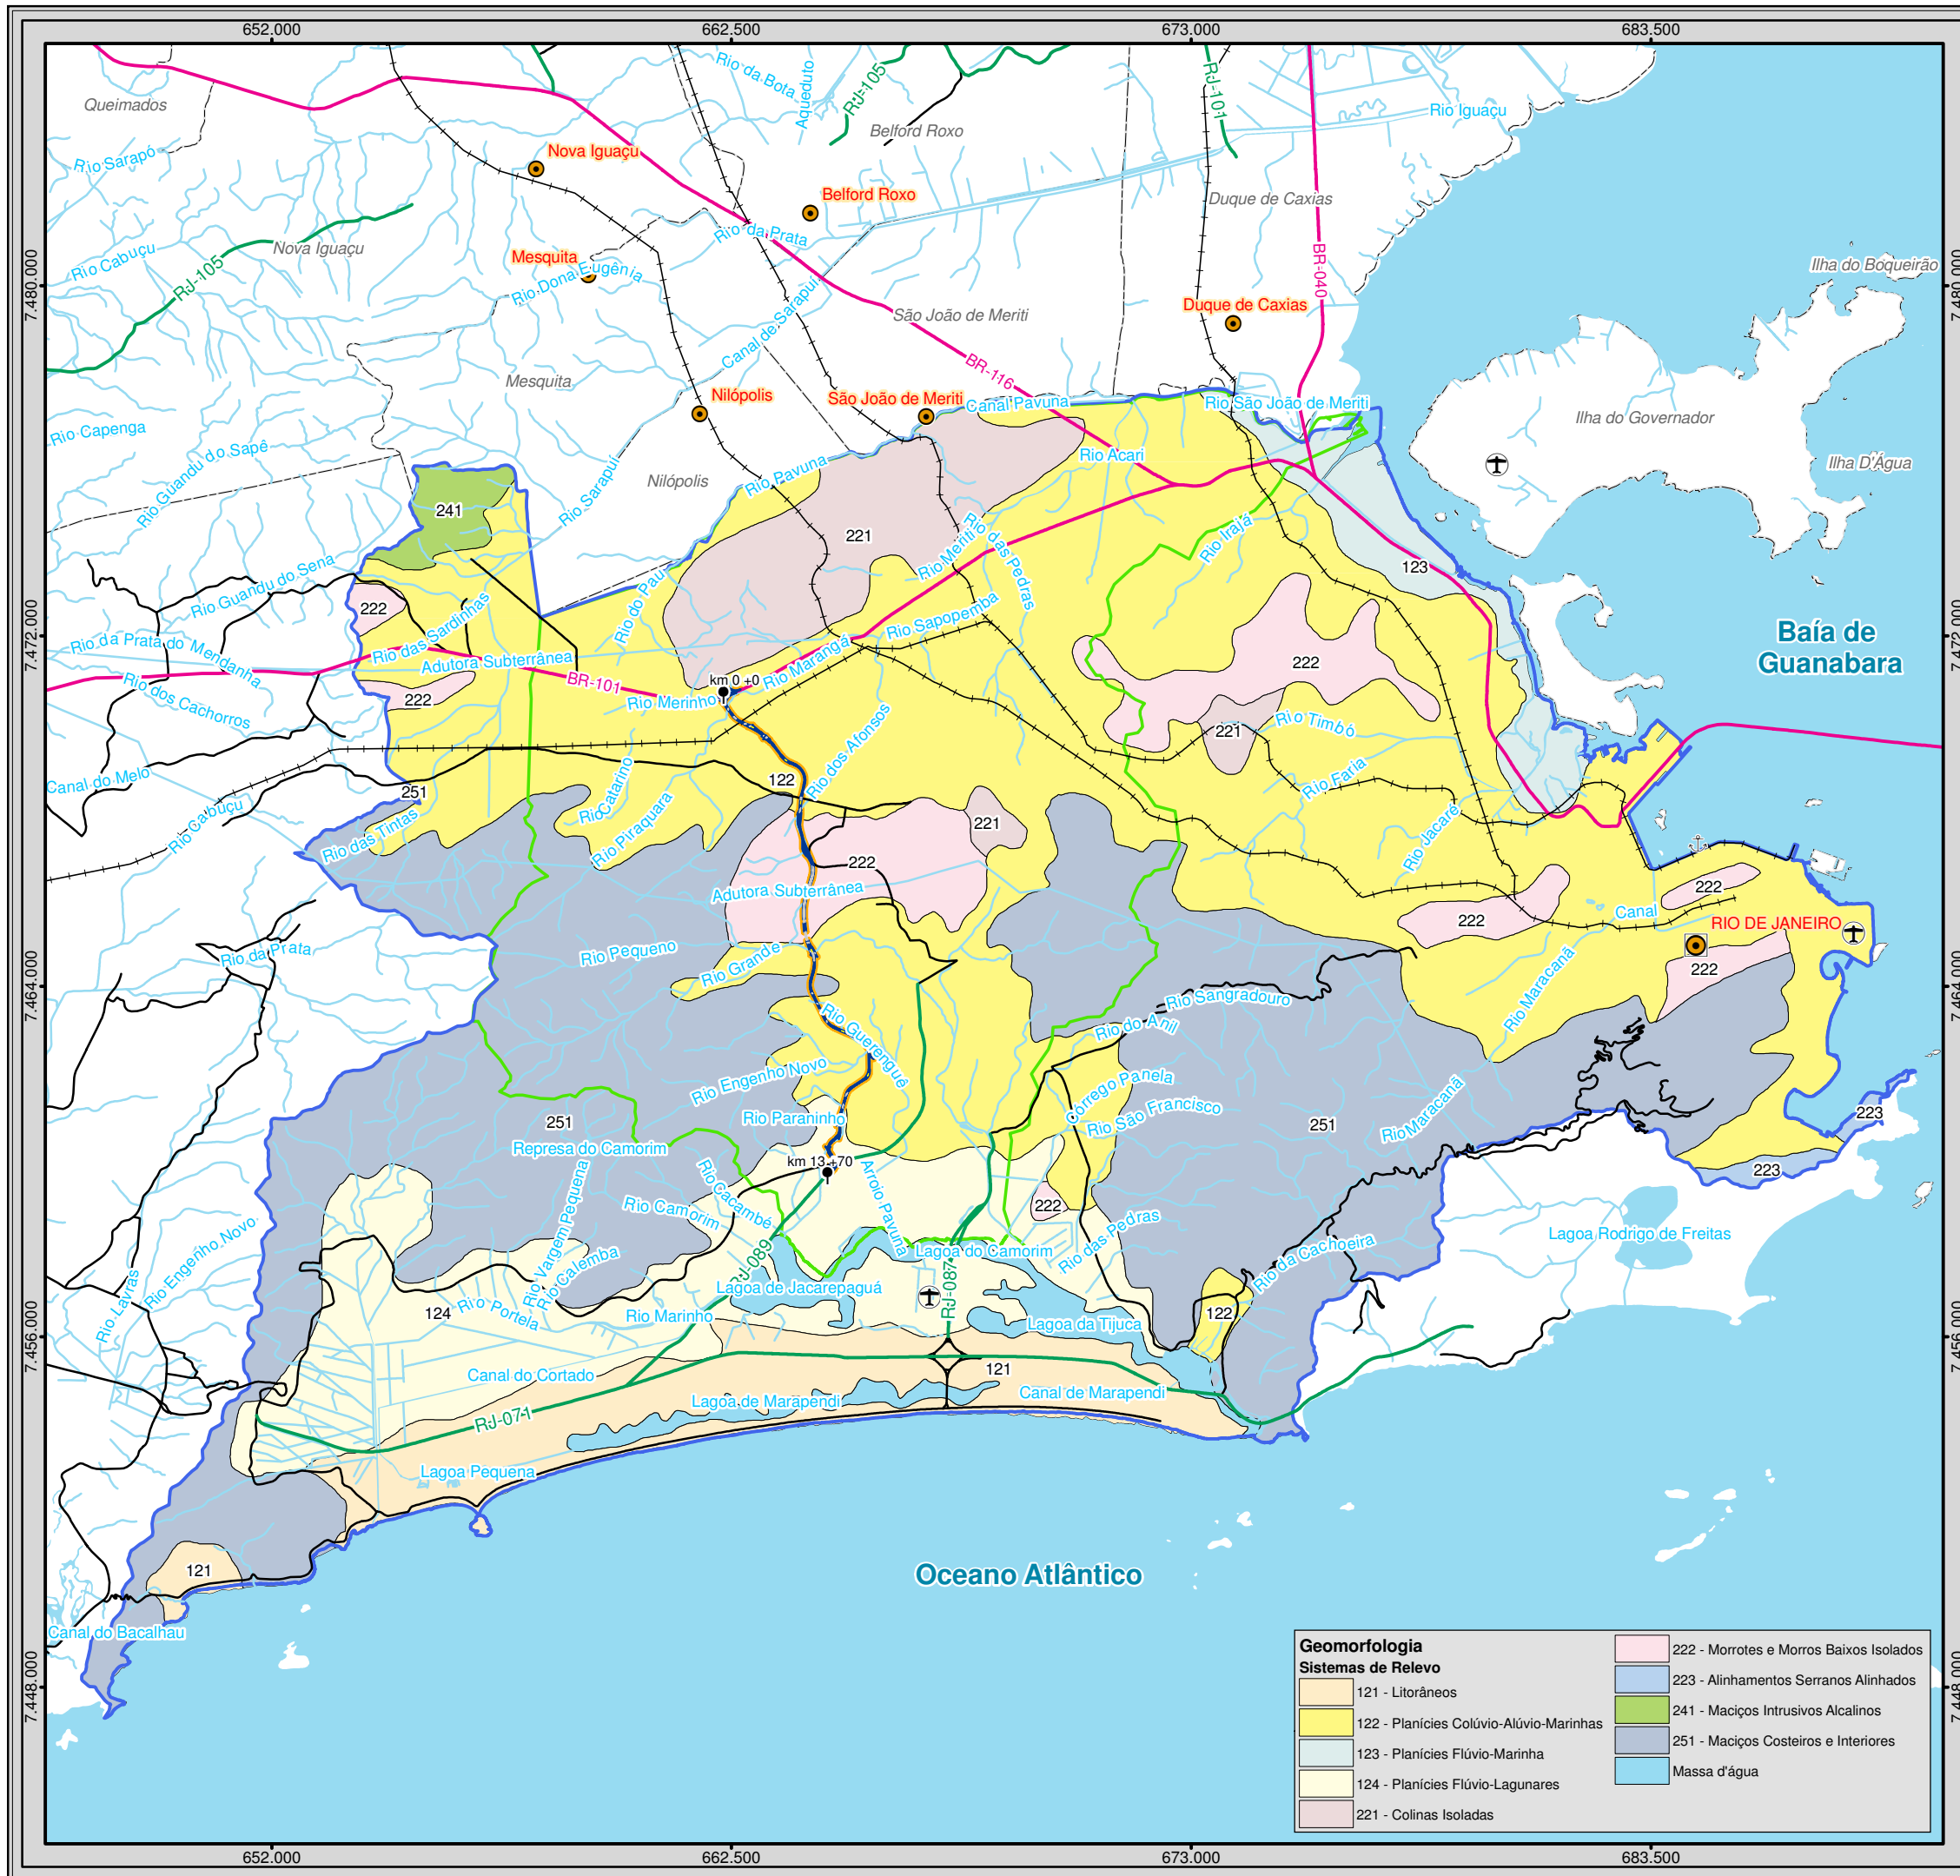 652.000
662.500
673.000
683.500
Queimados
Rio da Bota
Aqueduto
RJ-105
Belford Roxo
RJ-101
Rio Iguaçu
Rio Sarapó
Nova Iguaçu
Belford Roxo
Duque de Caxias
Rio Cabuçu
RJ-105
Nova Iguaçu
Mesquita
Rio Dona Eugênia
Rio da Prata
Canal de Sarapuí
São João de Meriti
Duque de Caxias
BR-040
Ilha do Boqueirão
7.480.000
7.480.000
Mesquita
BR-116
Nilópolis
São João de Meriti
Canal Pavuna
Rio São João de Meriti
Ilha do Governador
Ilha D'Água
Rio Capenga
Rio Guandu do Sapê
Rio Sarapuí
Nilópolis
Rio Pavuna
Rio Acari
241
221
Rio Meriti
Rio das Pedras
Rio Irajá
123
Rio Guandu do Sena
222
Rio das Sardinhas
Rio do Pau
Rio Sapopemba
7.472.000
7.472.000
Rio da Prata do Mendanha
Adutora Subterrânea
Rio Marangá
222
Baía de
Guanabara
Rio dos Cachorros
222
BR-101
km 0 +0
Rio Merinho
221
Rio Timbó
Canal do Melo
251
Rio Catarino
122
Rio dos Afonsos
Rio Faria
Rio Cabuçu
Rio das Tintas
Rio Piraquara
221
Rio Jacaré
222
Adutora Subterrânea
222
222
Canal
RIO DE JANEIRO
Rio da Prata
Rio Pequeno
Rio Grande
222
7.464.000
7.464.000
Rio Sangradouro
Rio Maracanã
Rio Guerenguê
Rio do Anil
Rio Engenho Novo
Corrego Panela
Rio Paraninho
Rio São Francisco
Rio Maracanã
251
251
223
Represa do Camorim
km 13 +70
223
Rio Engenho Novo
Rio Vargem Pequena
Rio Camorim
Rio Caçambé
Arroio Pavuna
222
Rio das Pedras
Lagoa Rodrigo de Freitas
Rio Lavras
Rio Calemba
RJ-089
Lagoa do Camorim
Rio da Cachoeira
Lagoa de Jacarepaguá
RJ-087
124
Rio Portela
Rio Marinho
Lagoa da Tijuca
122
7.456.000
7.456.000
Canal do Cortado
121
Lagoa de Marapendi
Canal de Marapendi
RJ-071
Lagoa Pequena
121
Oceano Atlântico
Canal do Bacalhau
7.448.000
7.448.000
Geomorfologia
Sistemas de Relevo
121 - Litorâneos
122 - Planícies Colúvio-Alúvio-Marinhas
123 - Planícies Flúvio-Marinha
124 - Planícies Flúvio-Lagunares
221 - Colinas Isoladas
222 - Morrotes e Morros Baixos Isolados
223 - Alinhamentos Serranos Alinhados
241 - Maciços Intrusivos Alcalinos
251 - Maciços Costeiros e Interiores
Massa d'água
652.000
662.500
673.000
683.500